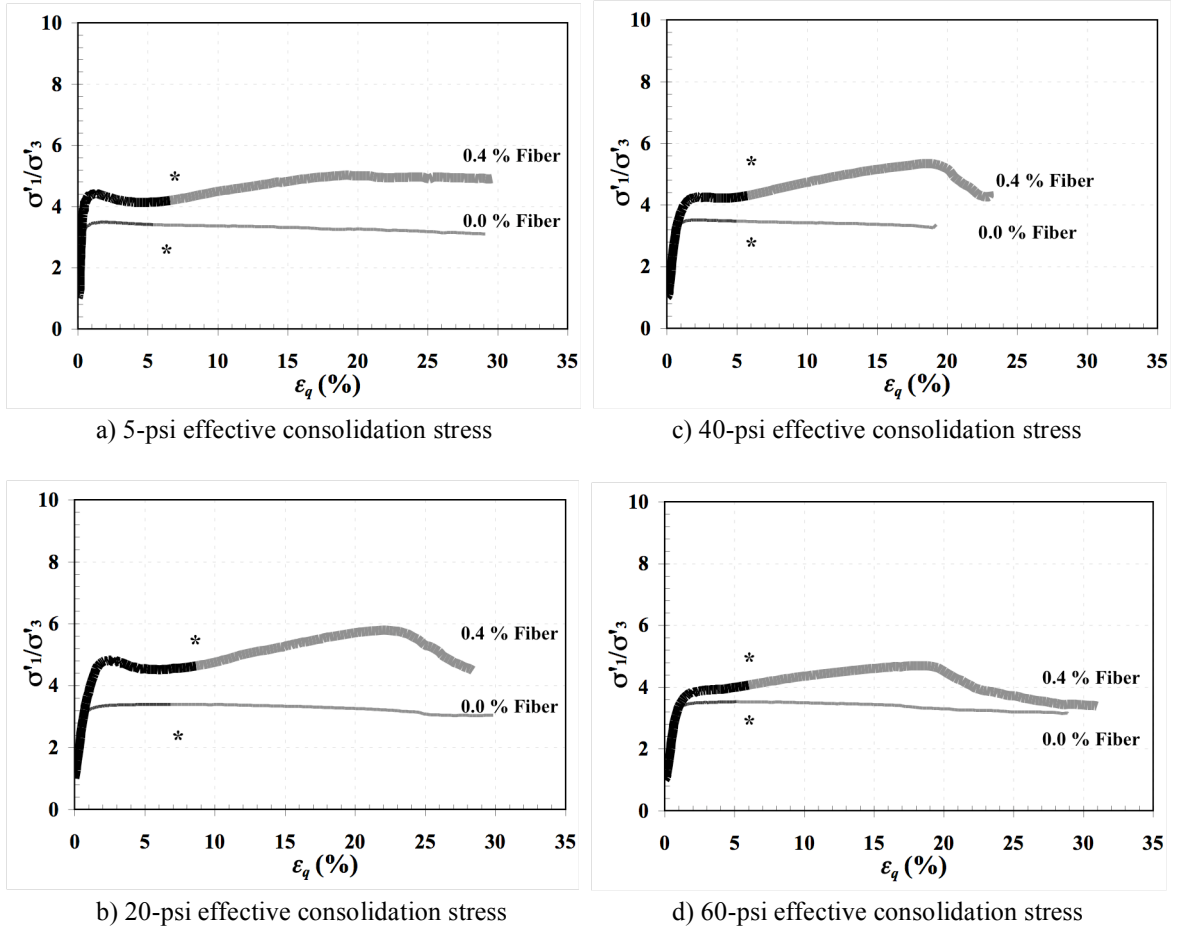 10
8
6
4
2
0
σ'1/σ'3
*
*
0.4 % Fiber
0.0 % Fiber
0 5 10 15 20 25 30 35
εq (%)
a) 5-psi effective consolidation stress
10
8
6
4
2
0
σ'1/σ'3
*
*
0.4 % Fiber
0.0 % Fiber
0 5 10 15 20 25 30 35
εq (%)
c) 40-psi effective consolidation stress
10
8
6
4
2
0
σ'1/σ'3
*
*
0.4 % Fiber
0.0 % Fiber
0 5 10 15 20 25 30 35
εq (%)
b) 20-psi effective consolidation stress
10
8
6
4
2
0
σ'1/σ'3
*
*
0.4 % Fiber
0.0 % Fiber
0 5 10 15 20 25 30 35
εq (%)
d) 60-psi effective consolidation stress